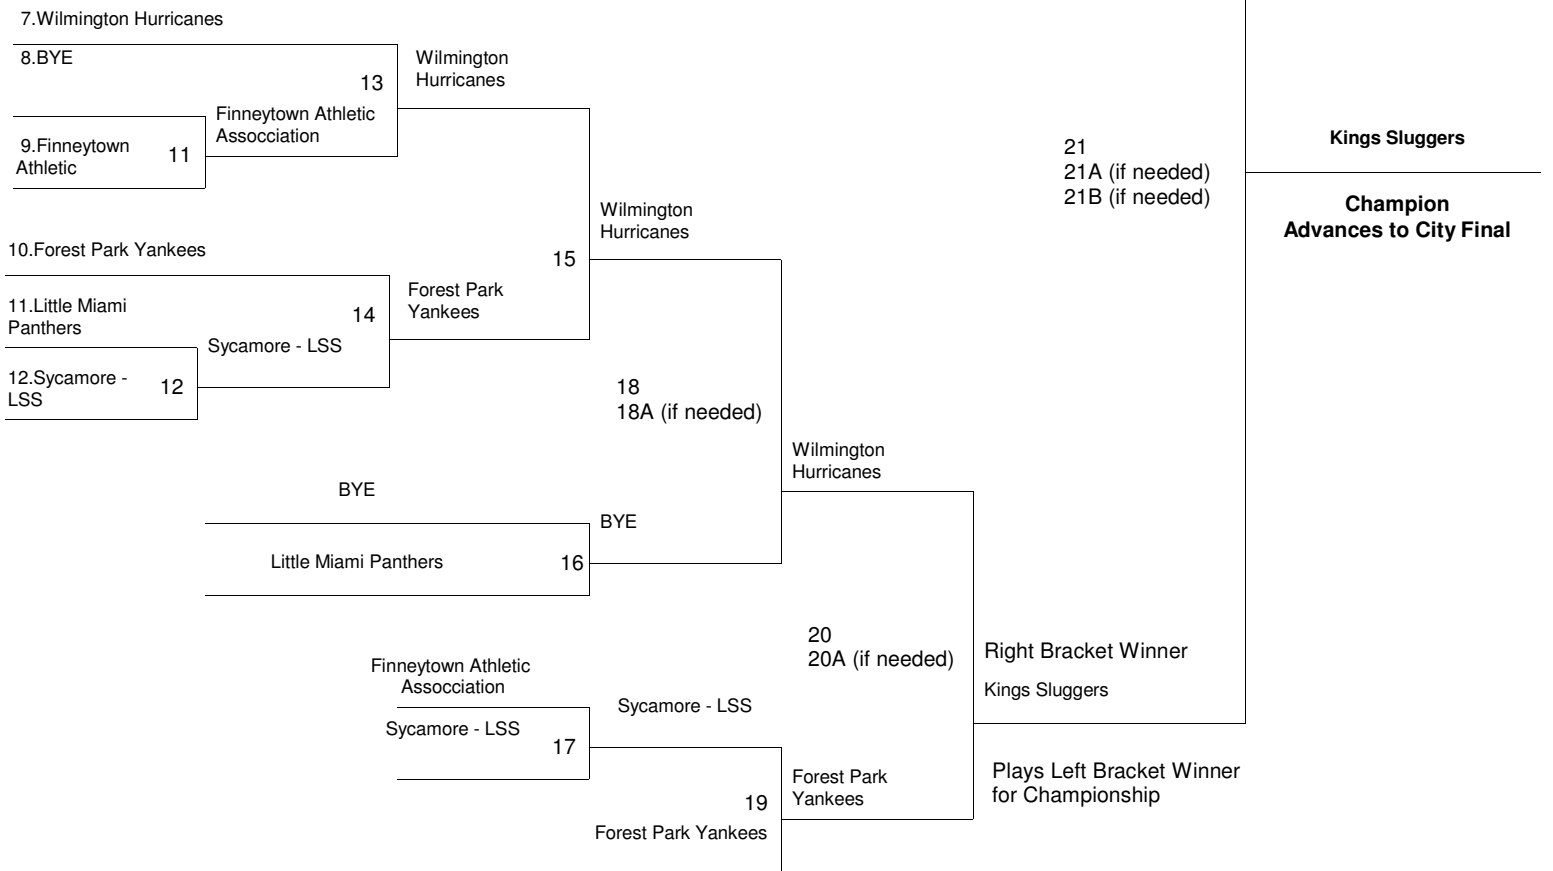 7.Wilmington Hurricanes
8.BYE
13
Wilmington
Hurricanes
Finneytown Athletic
Assocciation
9.Finneytown
Athletic
11
Wilmington
Hurricanes
15
10.Forest Park Yankees
11.Little Miami
Panthers
14
Forest Park
Yankees
Sycamore - LSS
12.Sycamore -
LSS
12
18
18A (if needed)
Wilmington
Hurricanes
BYE
BYE
Little Miami Panthers
16
20
20A (if needed)
Finneytown Athletic
Assocciation
Sycamore - LSS
17
Sycamore - LSS
19
Forest Park Yankees
Forest Park
Yankees
Right Bracket Winner
Kings Sluggers
Plays Left Bracket Winner
for Championship
21
21A (if needed)
21B (if needed)
Kings Sluggers
Champion
Advances to City Final